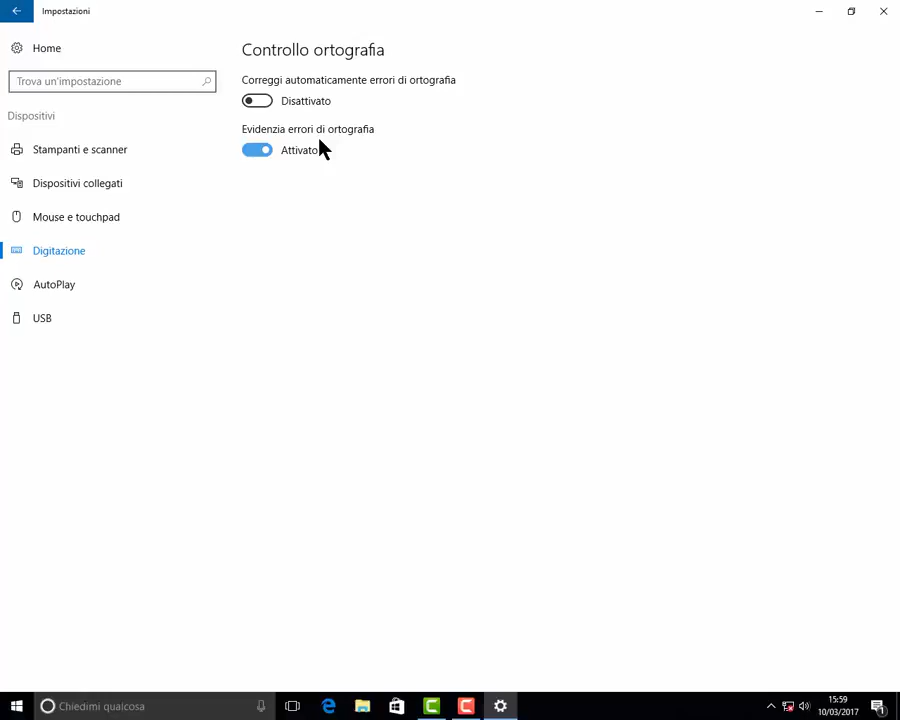 Impostazioni
Home
Trova un'impostazione
Dispositivi
Stampanti e scanner
Dispositivi collegati
Mouse e touchpad
Digitazione
AutoPlay
USB
Controllo ortografia
Correggi automaticamente errori di ortografia
Disattivato
Evidenzia errori di ortografia
Attivato
Chiedimi qualcosa
15:59
10/03/2017
1